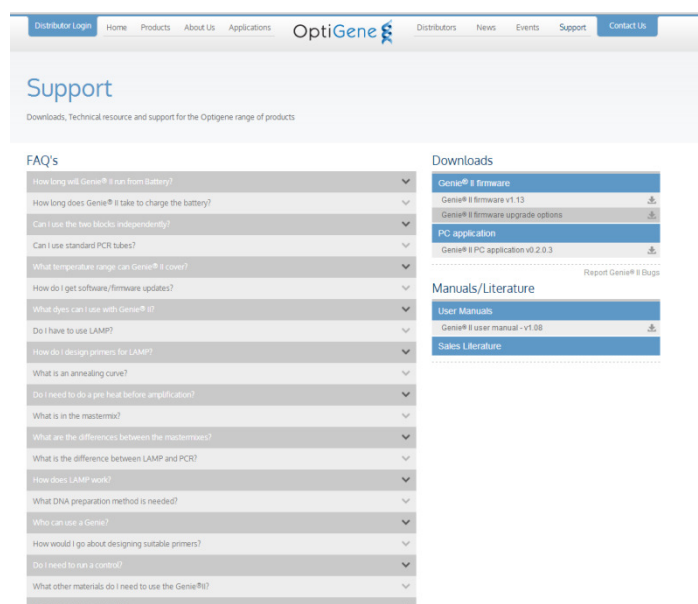 Distributor Login
Home
Products
About Us
Applications
OptiGene
Distributors
News
Events
Support
Contact Us
Support
Downloads, Technical resource and support for the Optigene range of products
FAQ's
How long will Genie® II run from Battery?
How long does Genie® II take to charge the battery?
Can I use the two blocks independently?
Can I use standard PCR tubes?
What temperature range can Genie® II cover?
How do I get software/firmware updates?
What dyes can I use with Genie® II?
Do I have to use LAMP?
How do I design primers for LAMP?
What is an annealing curve?
Do I need to do a pre heat before amplification?
What is in the mastermix?
What are the differences between the mastermixes?
What is the difference between LAMP and PCR?
How does LAMP work?
What DNA preparation method is needed?
Who can use a Genie?
How would I go about designing suitable primers?
Do I need to run a control?
What other materials do I need to use the Genie®II?
Downloads
Genie® II firmware
Genie® II firmware v1.13
Genie® II firmware upgrade options
PC application
Genie® II PC application v0.2.0.3
Report Genie® II Bugs
Manuals/Literature
User Manuals
Genie® II user manual - v1.08
Sales Literature